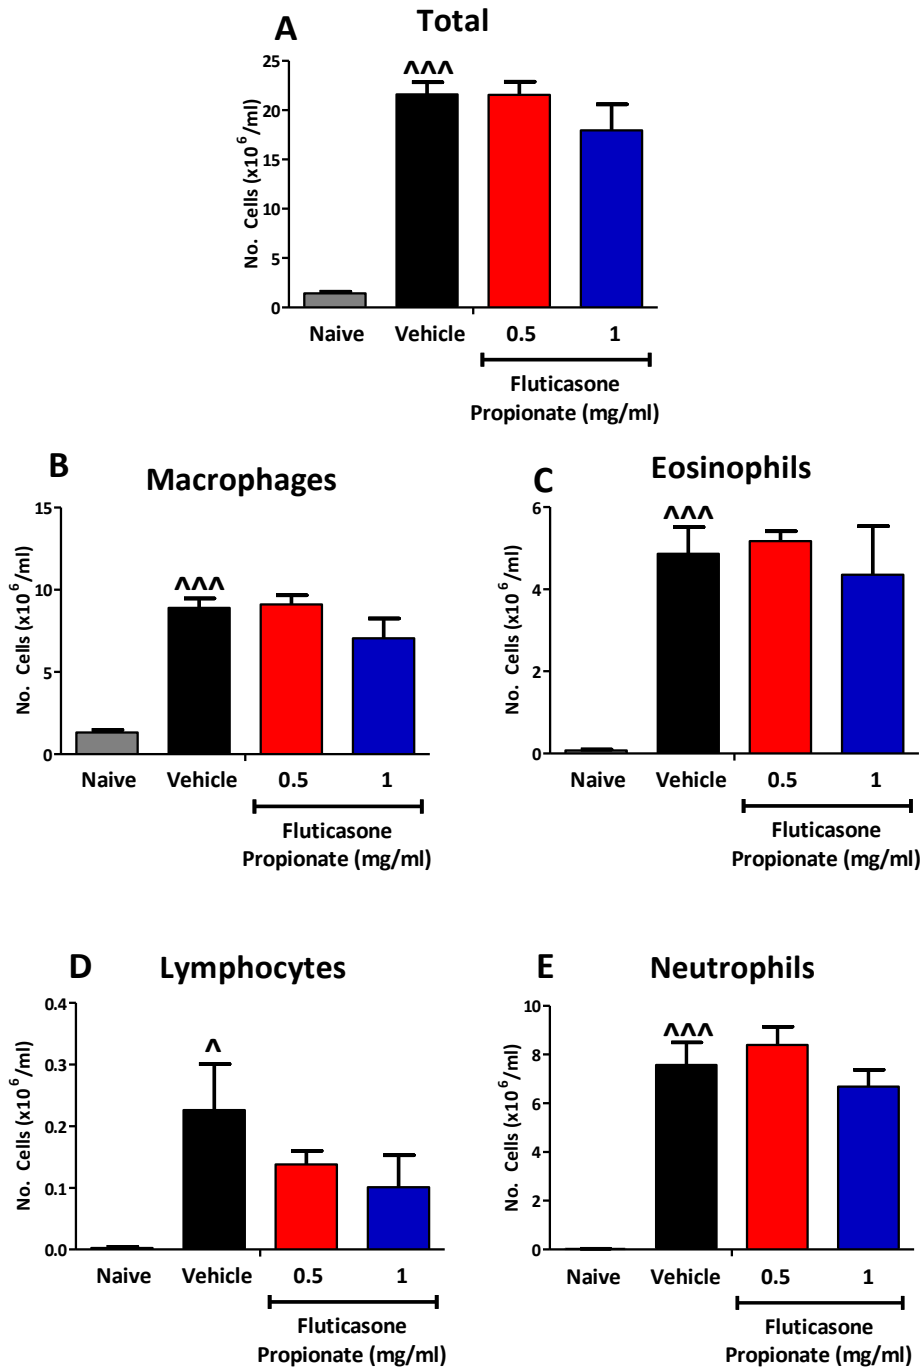 A Total
^^^
25
20
15
10
5
0
No. Cells (x10⁶/ml)
Naive Vehicle 0.5 1
Fluticasone
Propionate (mg/ml)
B Macrophages
^^^
15
10
5
0
No. Cells (x10⁶/ml)
Naive Vehicle 0.5 1
Fluticasone
Propionate (mg/ml)
C Eosinophils
^^^
6
4
2
0
No. Cells (x10⁶/ml)
Naive Vehicle 0.5 1
Fluticasone
Propionate (mg/ml)
D Lymphocytes
^
0.4
0.3
0.2
0.1
0.0
No. Cells (x10⁶/ml)
Naive Vehicle 0.5 1
Fluticasone
Propionate (mg/ml)
E Neutrophils
^^^
10
8
6
4
2
0
No. Cells (x10⁶/ml)
Naive Vehicle 0.5 1
Fluticasone
Propionate (mg/ml)